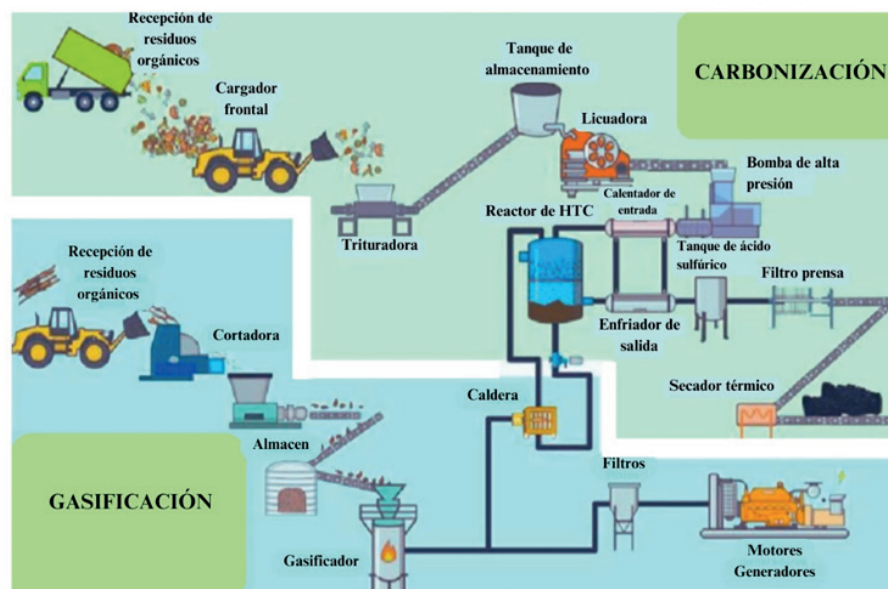 Recepción de
residuos
orgánicos
Cargador
frontal
Tanque de
almacenamiento
CARBONIZACIÓN
Licuadora
Bomba de alta
presión
Calentador de
entrada
Reactor de HTC
Trituradora
Tanque de ácido
sulfúrico
Filtro prensa
Enfriador de
salida
Secador térmico
Recepción de
residuos
orgánicos
Cortadora
Caldera
Almacen
Filtros
GASIFICACIÓN
Gasificador
Motores
Generadores